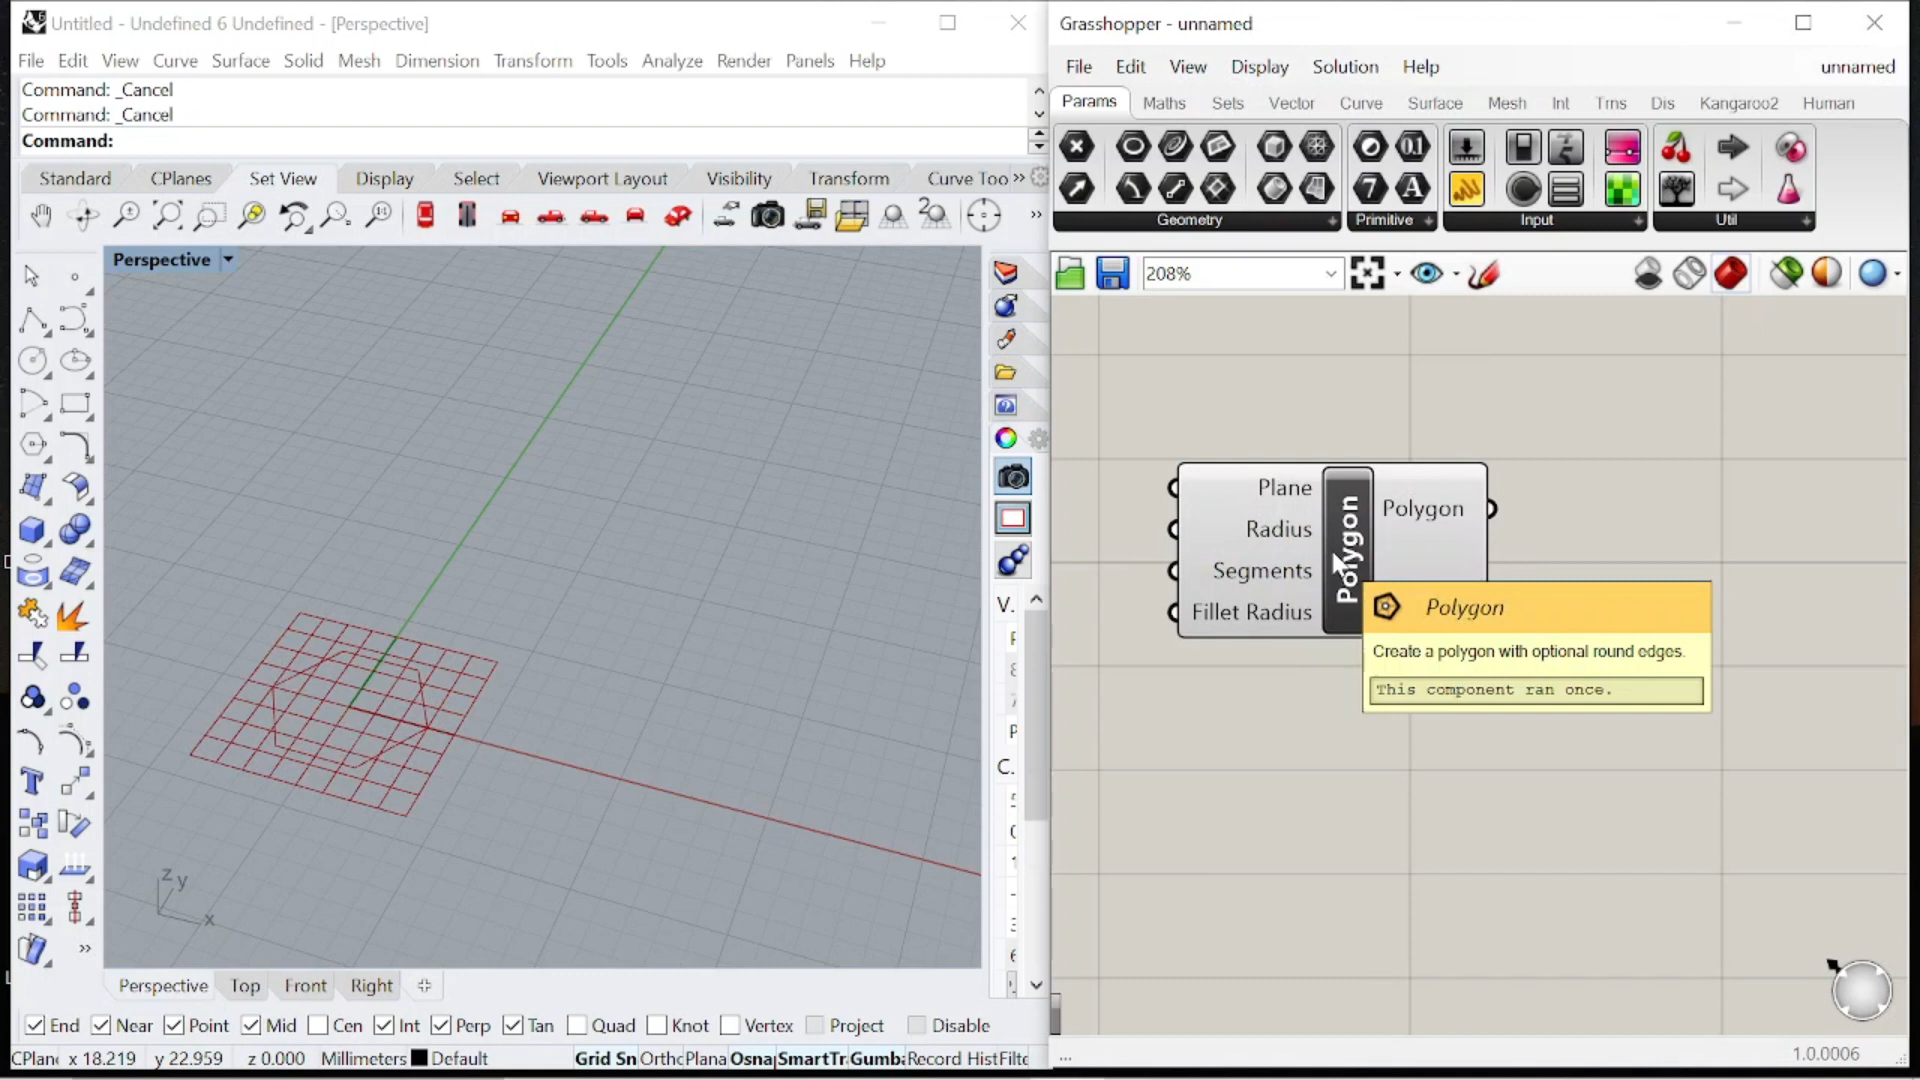 Untitled - Undefined 6 Undefined - [Perspective]
File Edit View Curve Surface Solid Mesh Dimension Transform Tools Analyze Render Panels Help
Command: _Cancel
Command: _Cancel
Command:
Standard CPlanes Set View Display Select Viewport Layout Visibility Transform Curve Too
Perspective
z y
x
V.
C.
Perspective Top Front Right
End Near Point Mid Cen Int Perp Tan Quad Knot Vertex Project Disable
CPlan x 18.219 y 22.959 z 0.000 Millimeters Default Grid Sn Ortho Plana Osna SmartTr Gumba Record Hist Filte
Grasshopper - unnamed
File Edit View Display Solution Help unnamed
Params Maths Sets Vector Curve Surface Mesh Int Trns Dis Kangaroo2 Human
0.1
7 A
Geometry Primitive Input Util
208%
Plane
Radius
Segments
Fillet Radius
Polygon
Polygon
Polygon
Create a polygon with optional round edges.
This component ran once.
... 1.0.0006